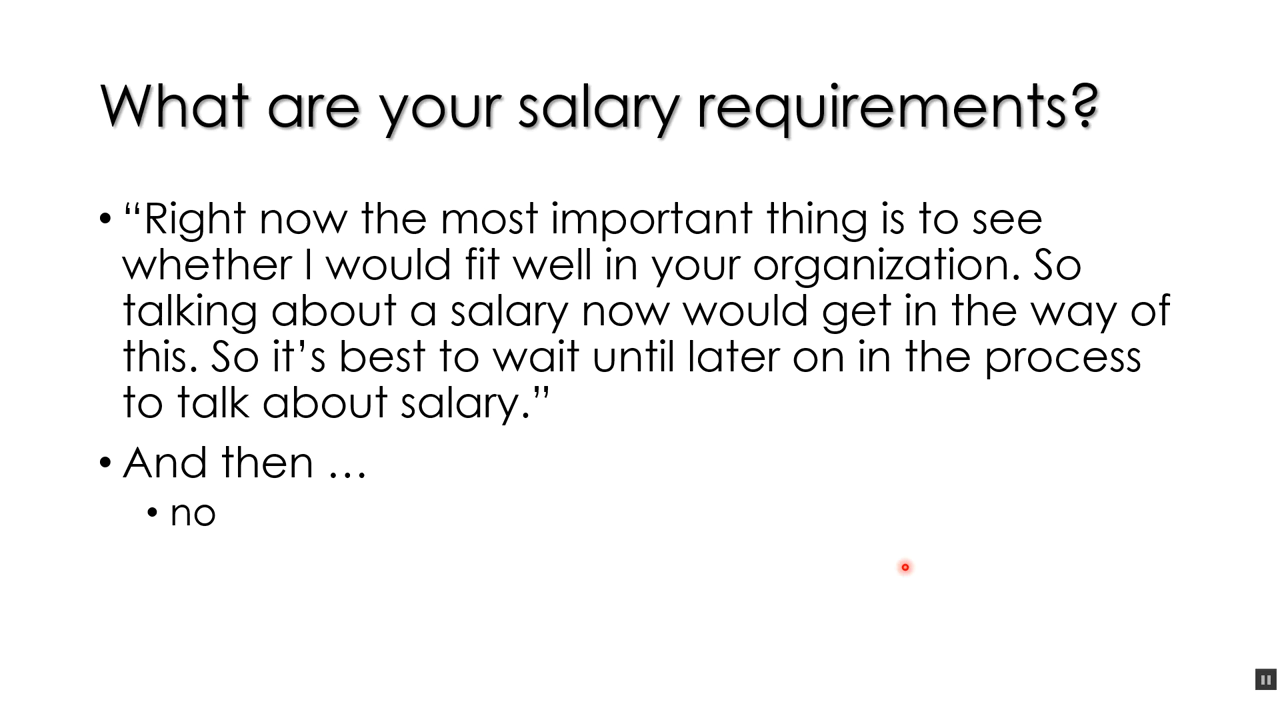 What are your salary requirements?
• “Right now the most important thing is to see
whether I would fit well in your organization. So
talking about a salary now would get in the way of
this. So it’s best to wait until later on in the process
to talk about salary.”
• And then …
• no